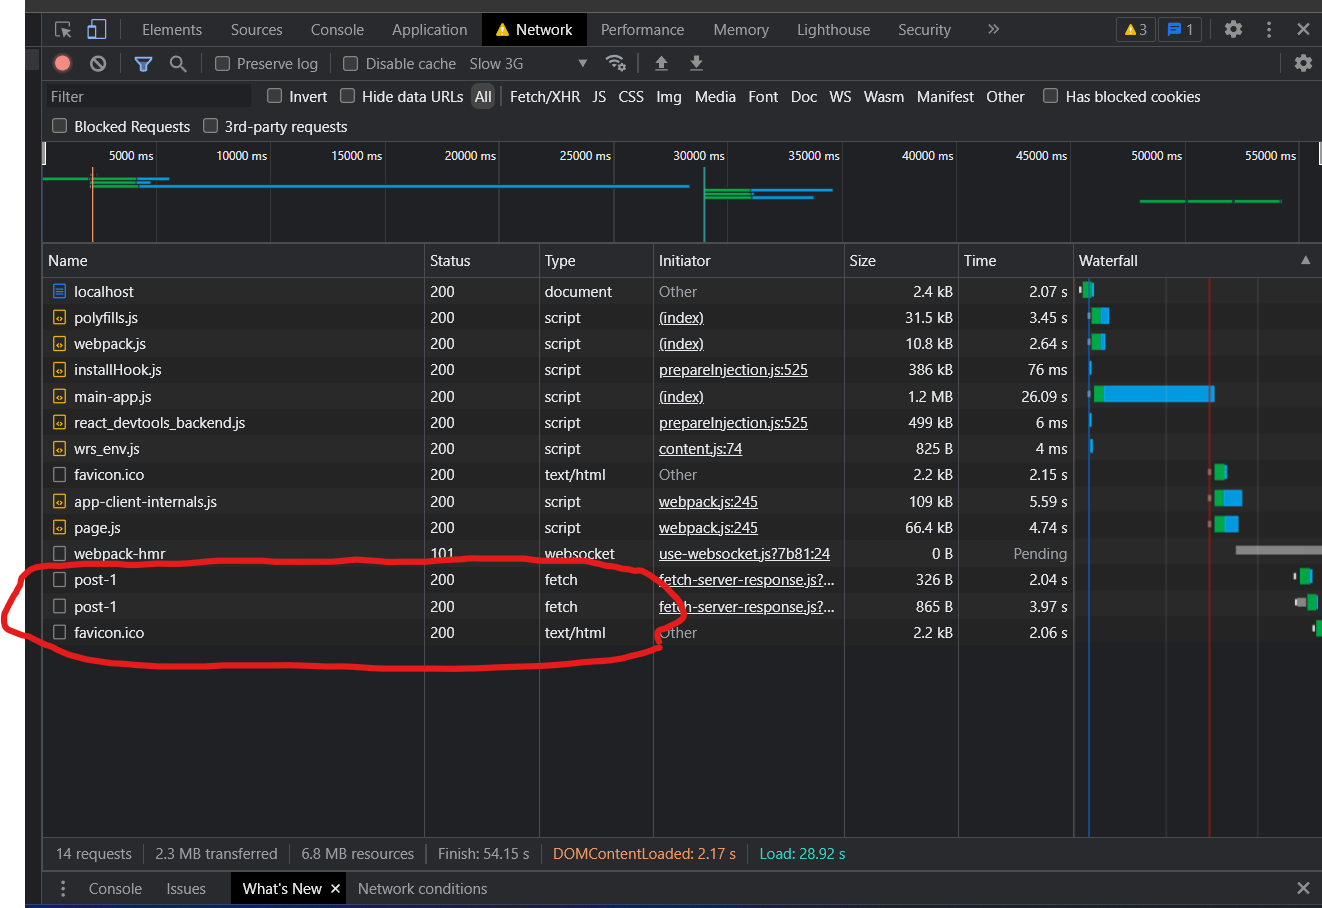 Elements Sources Console Application Network Performance Memory Lighthouse Security » 3 1
Preserve log Disable cache Slow 3G
Filter Invert Hide data URLs All Fetch/XHR JS CSS Img Media Font Doc WS Wasm Manifest Other Has blocked cookies
Blocked Requests 3rd-party requests
5000 ms 10000 ms 15000 ms 20000 ms 25000 ms 30000 ms 35000 ms 40000 ms 45000 ms 50000 ms 55000 ms
Name Status Type Initiator Size Time Waterfall
localhost 200 document Other 2.4 kB 2.07 s
polyfills.js 200 script (index) 31.5 kB 3.45 s
webpack.js 200 script (index) 10.8 kB 2.64 s
installHook.js 200 script prepareInjection.js:525 386 kB 76 ms
main-app.js 200 script (index) 1.2 MB 26.09 s
react_devtools_backend.js 200 script prepareInjection.js:525 499 kB 6 ms
wrs_env.js 200 script content.js:74 825 B 4 ms
favicon.ico 200 text/html Other 2.2 kB 2.15 s
app-client-internals.js 200 script webpack.js:245 109 kB 5.59 s
page.js 200 script webpack.js:245 66.4 kB 4.74 s
webpack-hmr 101 websocket use-websocket.js?7b81:24 0 B Pending
post-1 200 fetch fetch-server-response.js?... 326 B 2.04 s
post-1 200 fetch fetch-server-response.js?... 865 B 3.97 s
favicon.ico 200 text/html Other 2.2 kB 2.06 s
14 requests 2.3 MB transferred 6.8 MB resources Finish: 54.15 s DOMContentLoaded: 2.17 s Load: 28.92 s
Console Issues What's New Network conditions